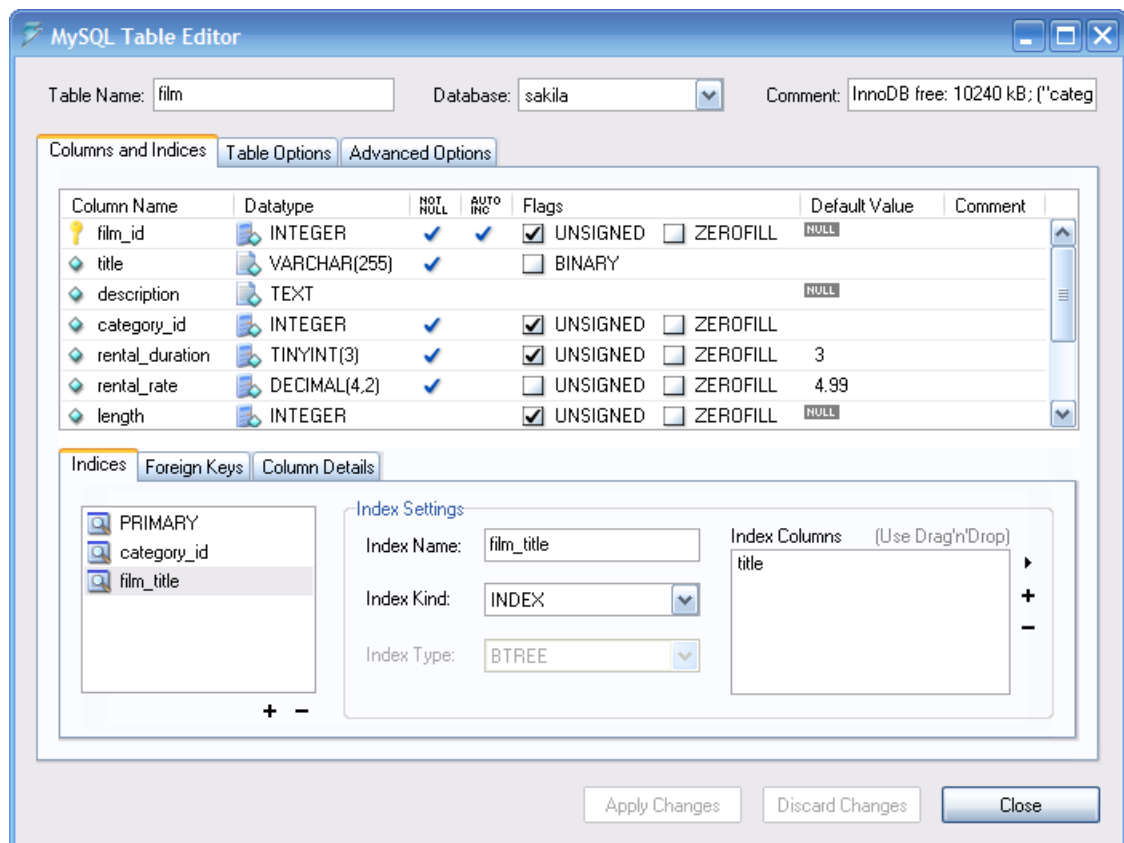 MySQL Table Editor
Table Name: film Database: sakila Comment: InnoDB free: 10240 kB; ("categ
Columns and Indices Table Options Advanced Options
Column Name Datatype NOT NULL AUTO INC Flags Default Value Comment
film_id INTEGER UNSIGNED ZEROFILL NULL
title VARCHAR(255) BINARY
description TEXT NULL
category_id INTEGER UNSIGNED ZEROFILL
rental_duration TINYINT(3) UNSIGNED ZEROFILL 3
rental_rate DECIMAL(4,2) UNSIGNED ZEROFILL 4.99
length INTEGER UNSIGNED ZEROFILL NULL
Indices Foreign Keys Column Details
PRIMARY
category_id
film_title
Index Settings
Index Name: film_title
Index Kind: INDEX
Index Type: BTREE
Index Columns (Use Drag'n'Drop)
title
Apply Changes Discard Changes Close